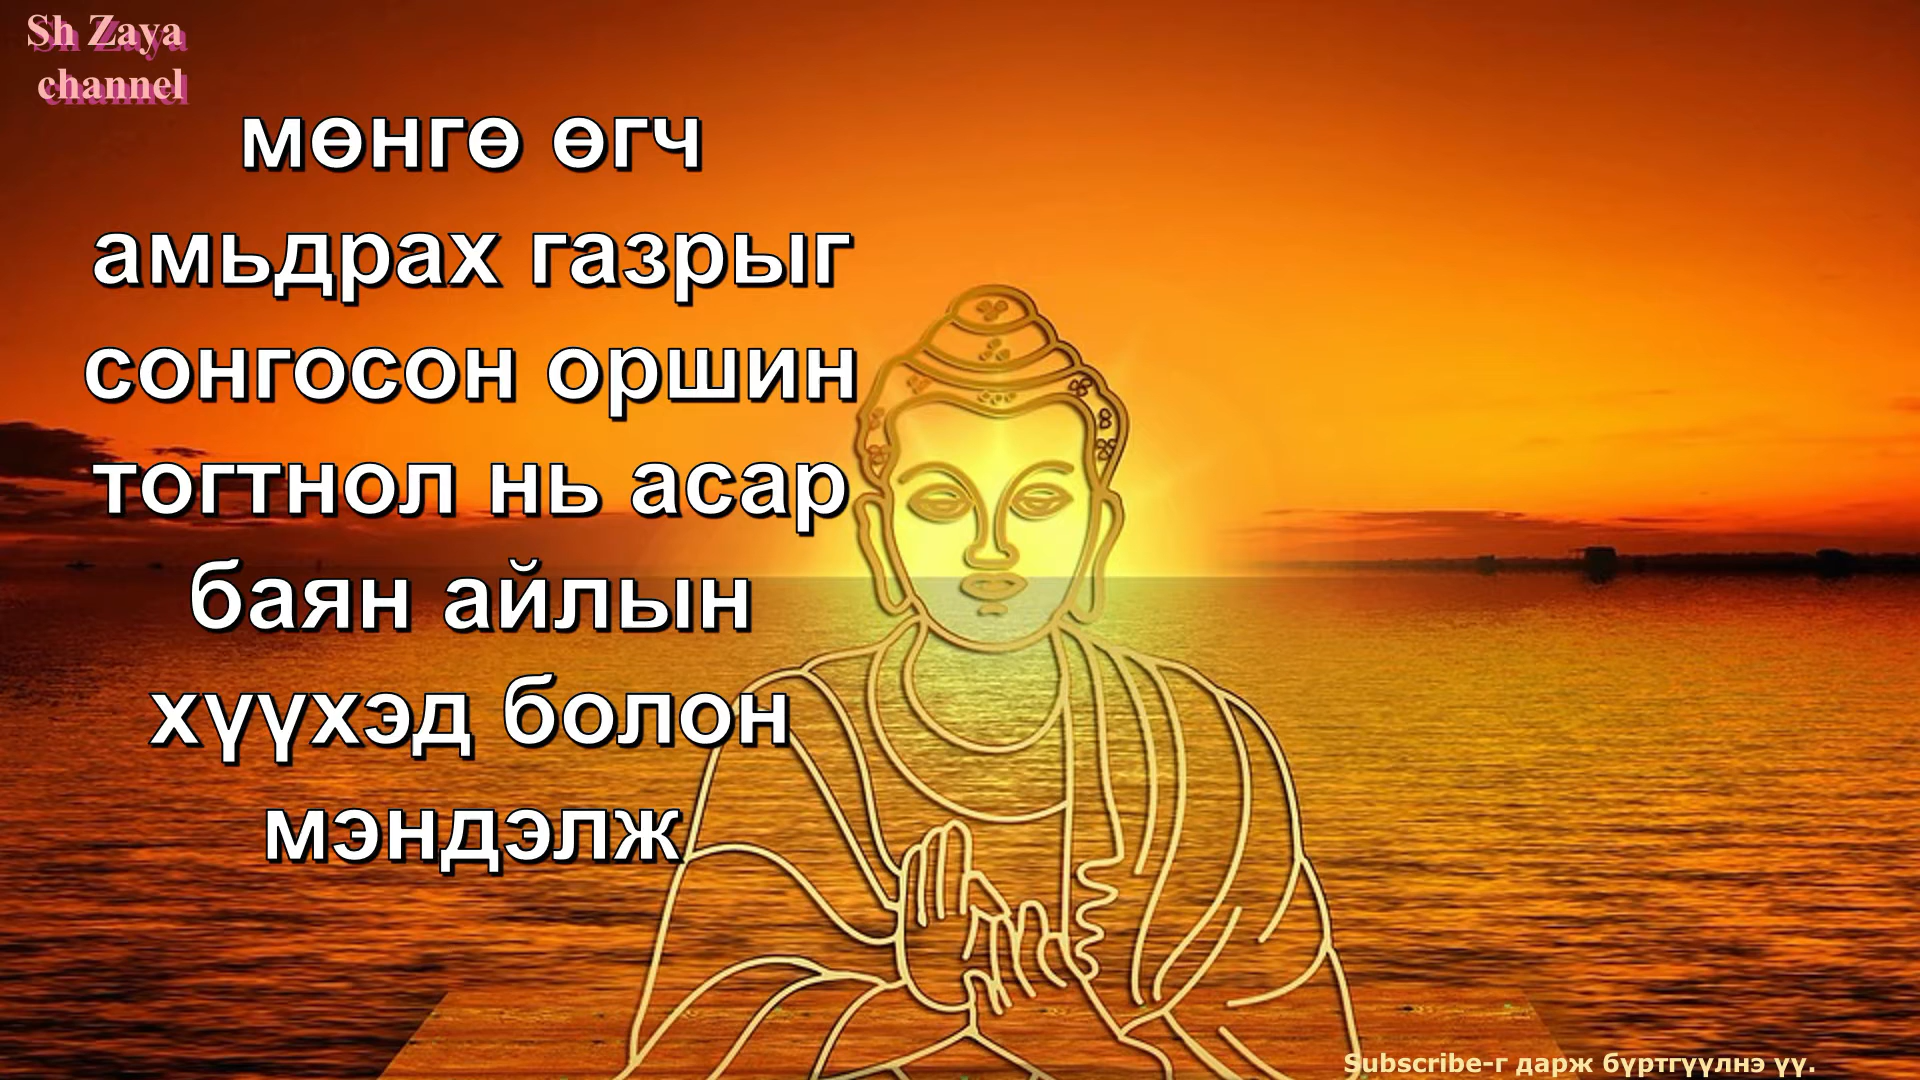 Sh Zaya
channel
мөнгө өгч
амьдрах газрыг
сонгосон оршин
тогтнол нь асар
баян айлын
хүүхэд болон
мэндэлж
Subscribe-г дарж бүртгүүлнэ үү.